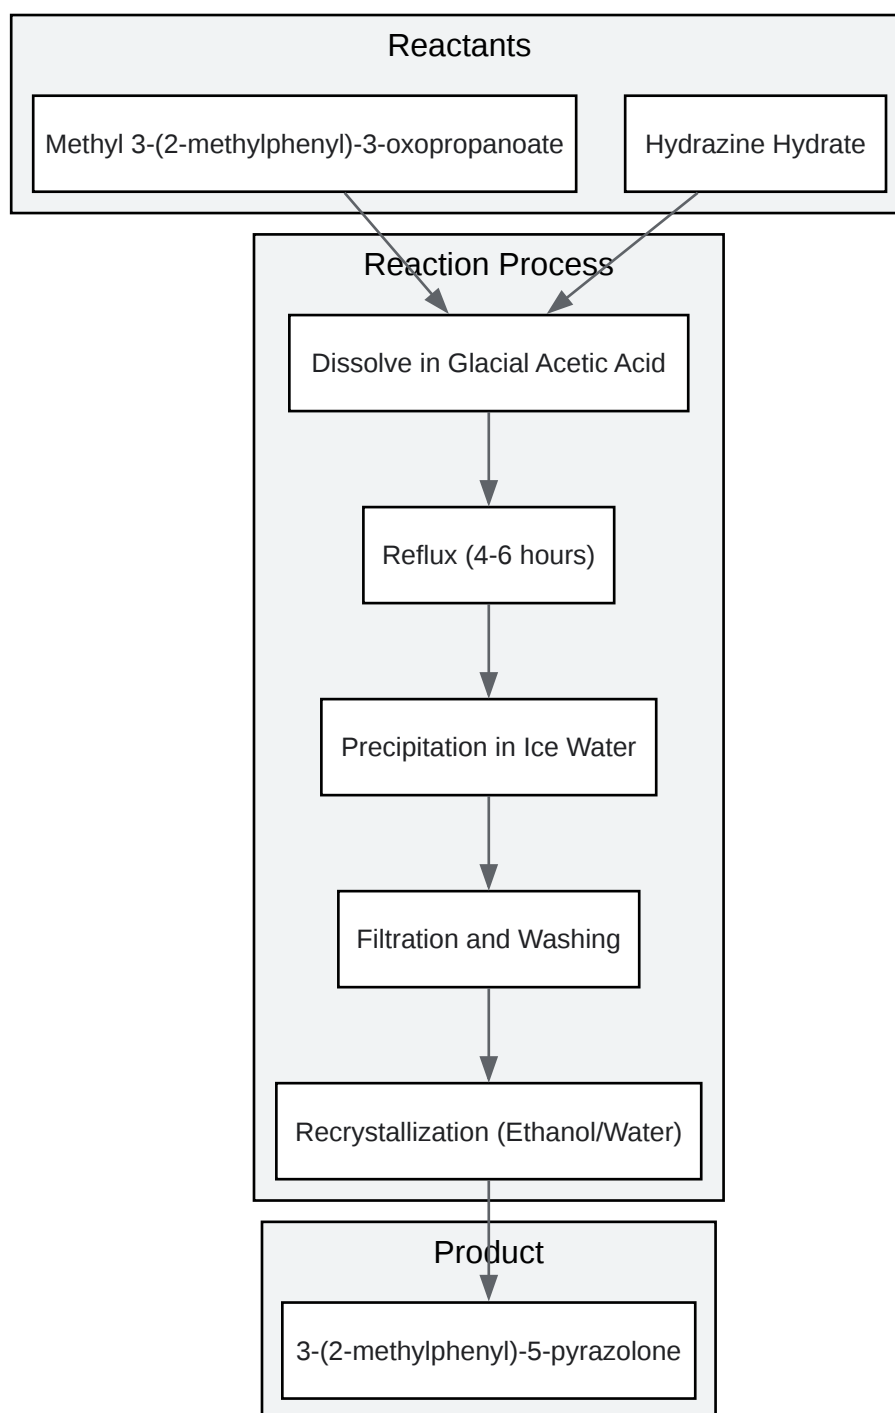 Reactants
Methyl 3-(2-methylphenyl)-3-oxopropanoate
Hydrazine Hydrate
Reaction Process
Dissolve in Glacial Acetic Acid
Reflux (4-6 hours)
Precipitation in Ice Water
Filtration and Washing
Recrystallization (Ethanol/Water)
Product
3-(2-methylphenyl)-5-pyrazolone